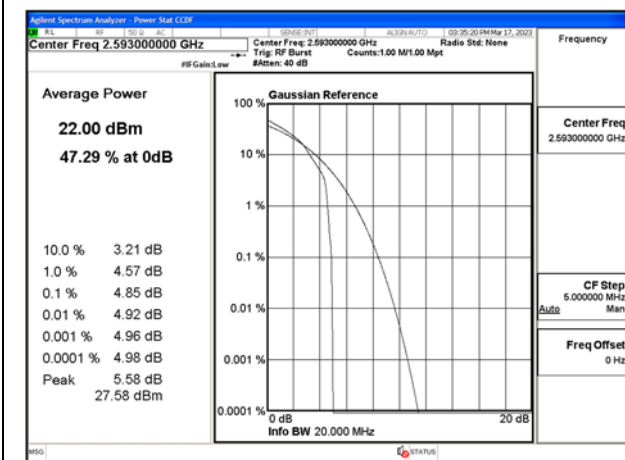 Agilent Spectrum Analyzer - Power Stat CCDF
RL RF 50 Ω AC SENSE:INT ALIGN AUTO 03:35:20 PM Mar 17, 2023
Center Freq 2.593000000 GHz
Center Freq: 2.593000000 GHz Radio Std: None
Trig: RF Burst Counts:1.00 M/1.00 Mpt
#IFGain:Low #Atten: 40 dB
Frequency
Average Power
22.00 dBm
47.29 % at 0dB
10.0 % 3.21 dB
1.0 % 4.57 dB
0.1 % 4.85 dB
0.01 % 4.92 dB
0.001 % 4.96 dB
0.0001 % 4.98 dB
Peak 5.58 dB
27.58 dBm
Gaussian Reference
100 %
10 %
1 %
0.1 %
0.01 %
0.001 %
0.0001 %
0 dB 20 dB
Info BW 20.000 MHz
Center Freq
2.593000000 GHz
CF Step
5.000000 MHz
Auto Man
Freq Offset
0 Hz
MSG STATUS